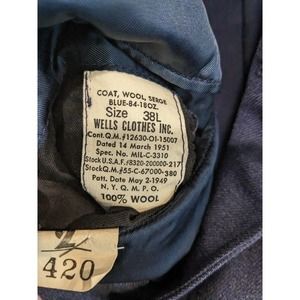 COAT, WOOL, SERGE
BLUE-84-18OZ.
Size 38L
WELLS CLOTHES INC.
Cont.Q.M.#12630-O1-15007
Dated 14 March 1951
Spec. No. MIL-C-3310
Stock U.S.A.F.#8320-200000-217
Stock Q.M.#55-C-67000-380
Patt. Date May 2-1949
N.Y.Q.M.P.O.
100% WOOL
2
420